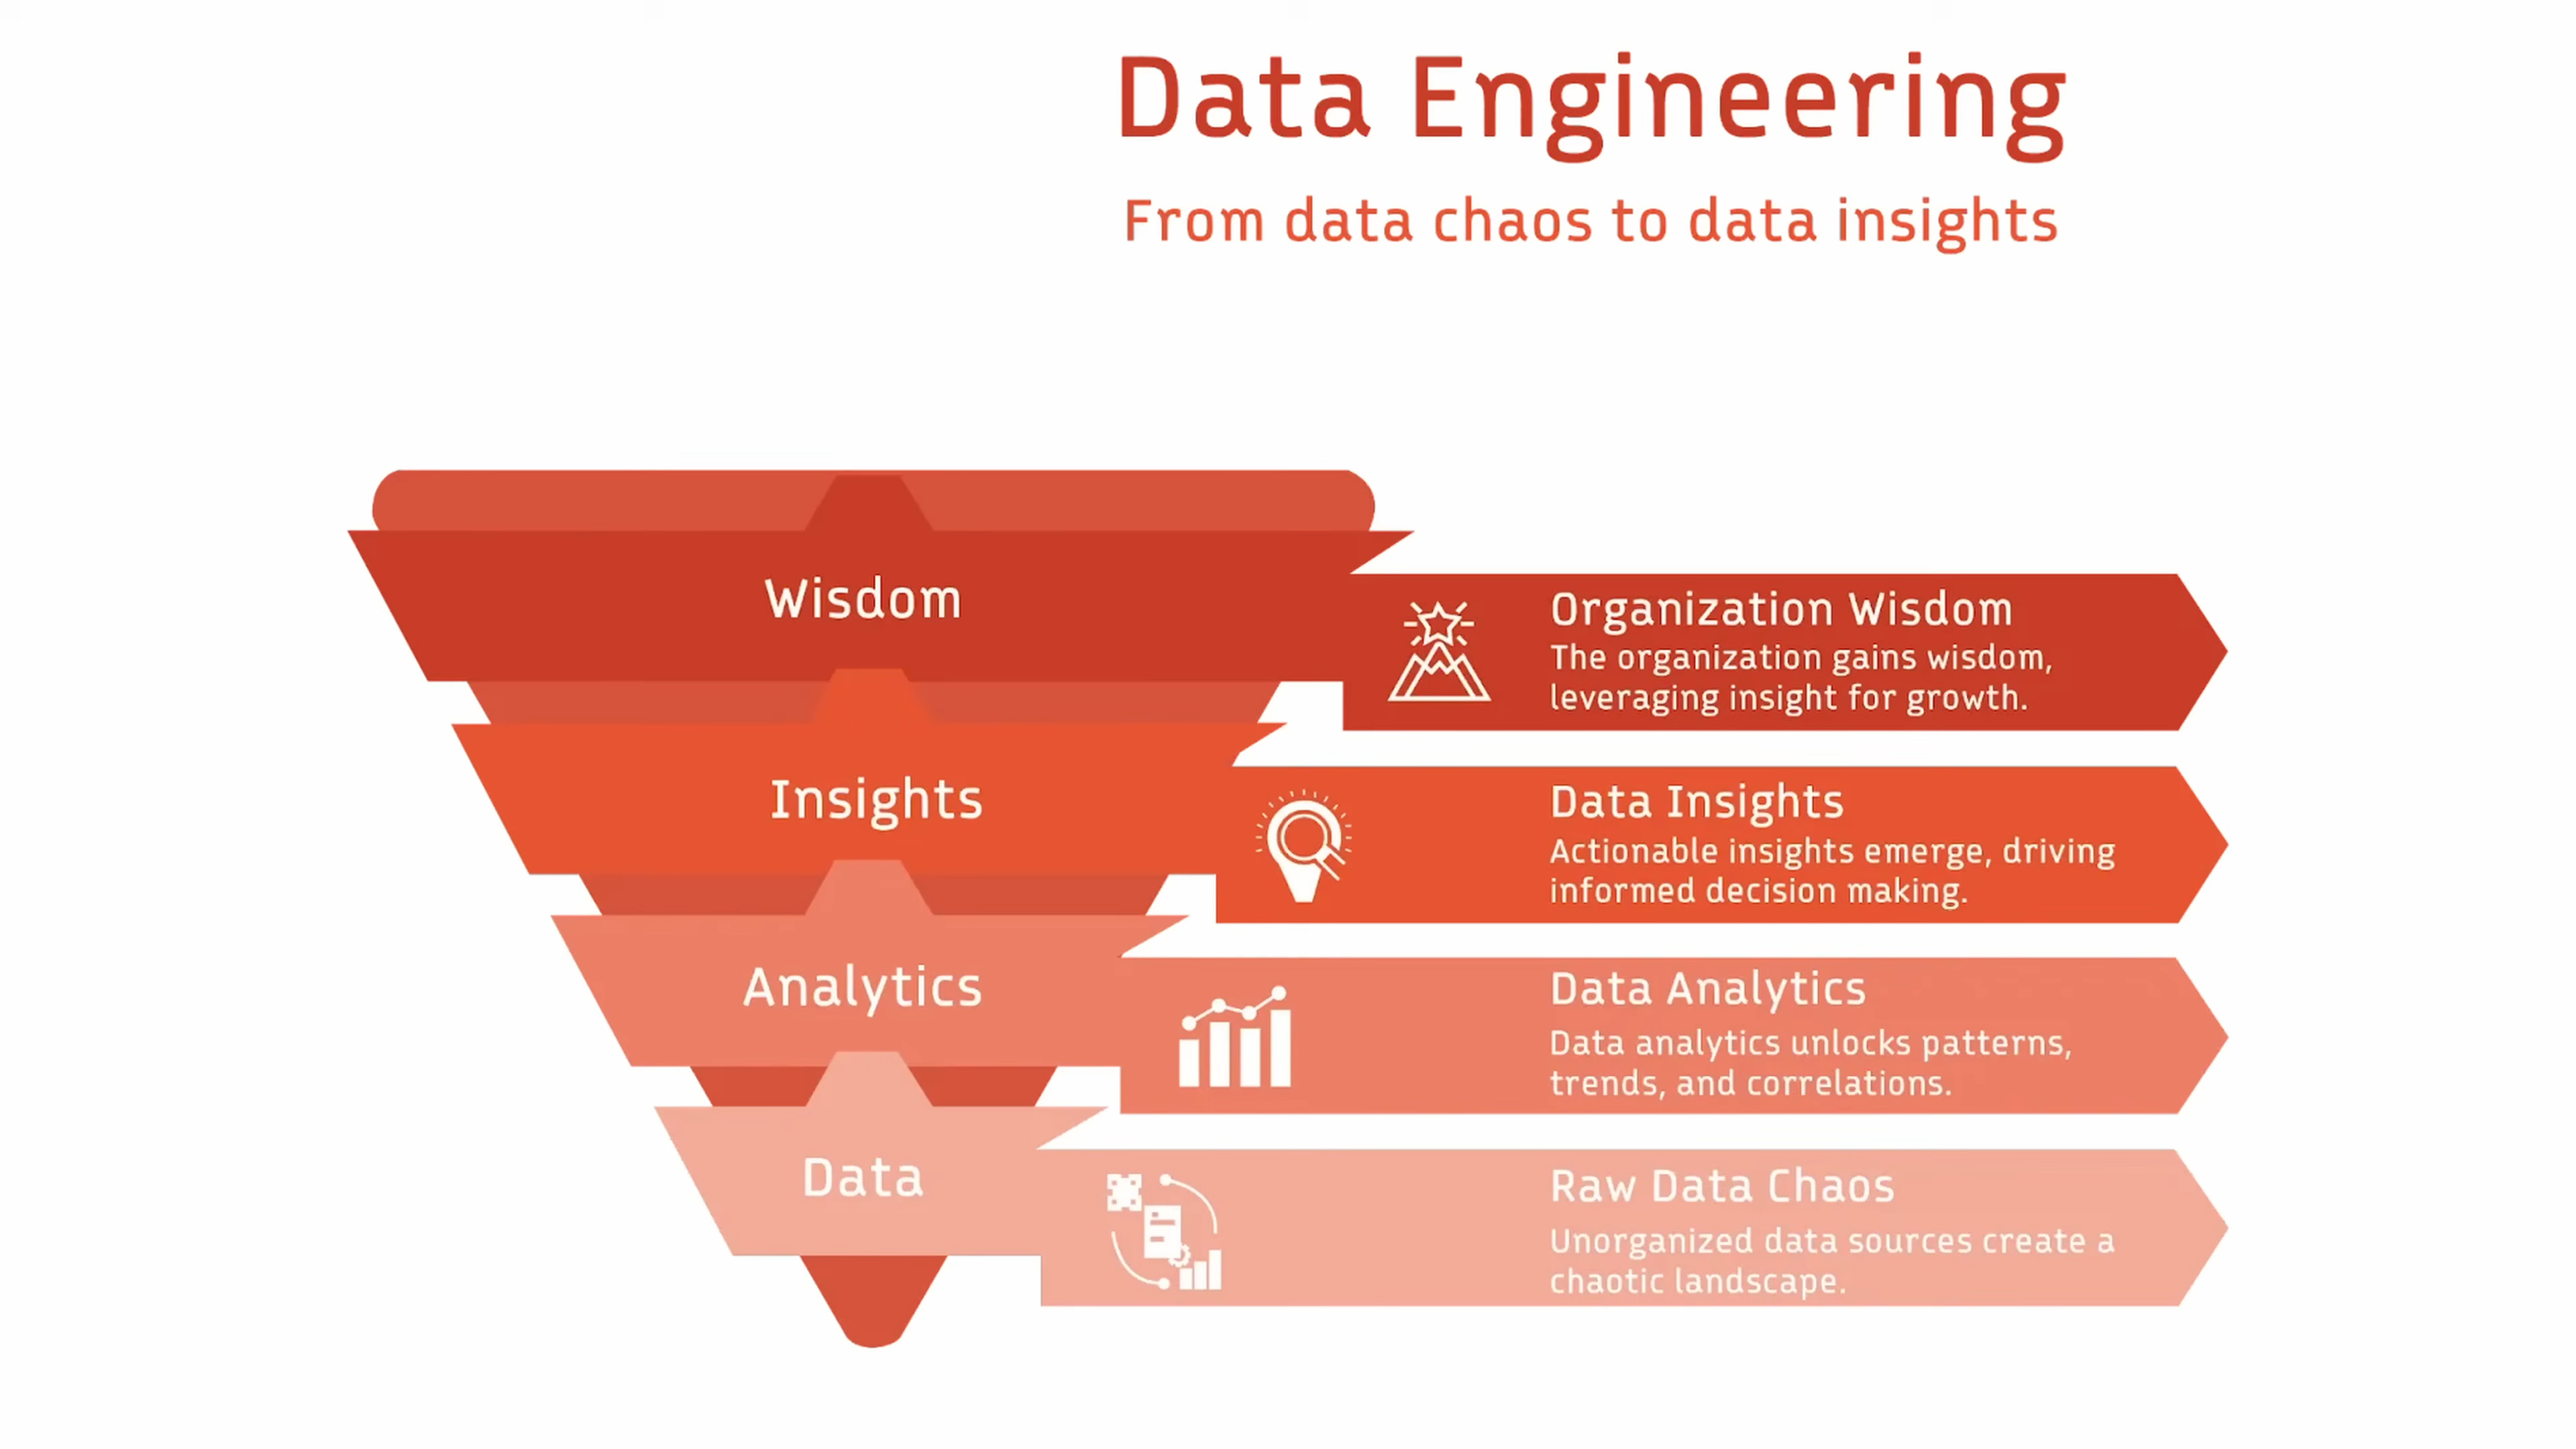 Data Engineering
From data chaos to data insights
Wisdom
Organization Wisdom
The organization gains wisdom,
leveraging insight for growth.
Insights
Data Insights
Actionable insights emerge, driving
informed decision making.
Analytics
Data Analytics
Data analytics unlocks patterns,
trends, and correlations.
Data
Raw Data Chaos
Unorganized data sources create a
chaotic landscape.